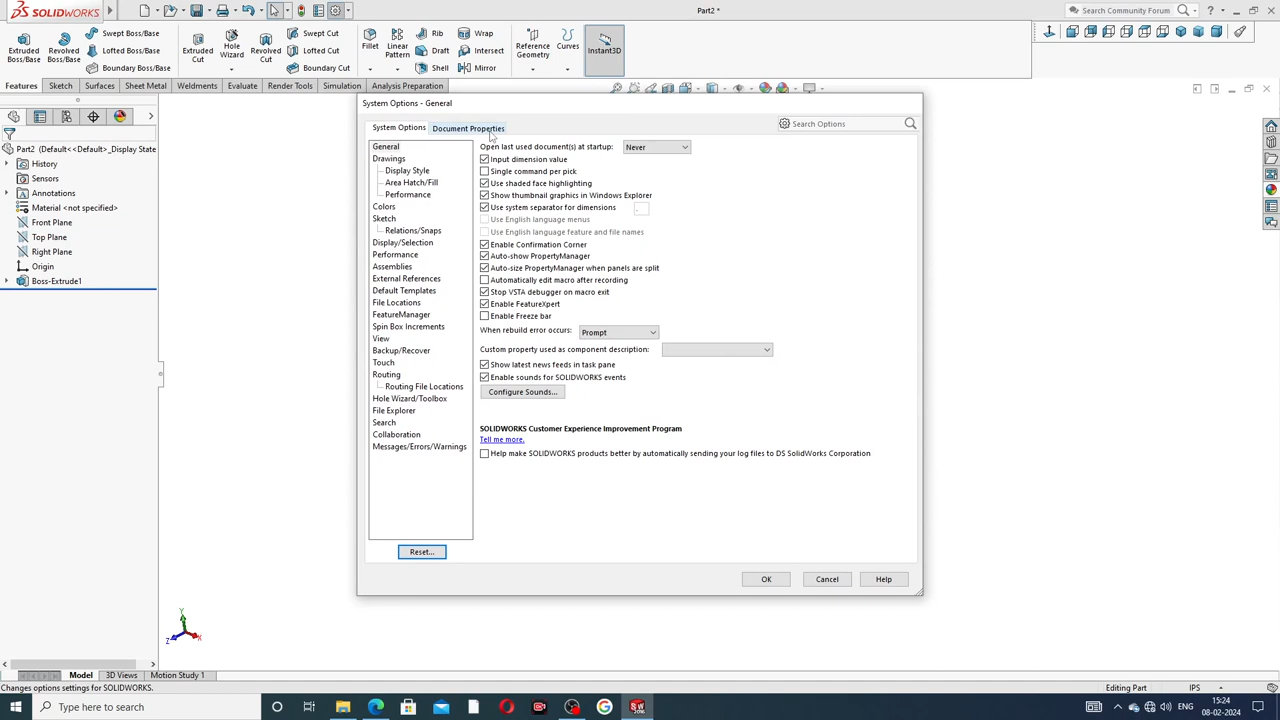 SOLIDWORKS
Part2 *
Search Community Forum
Extruded Boss/Base
Revolved Boss/Base
Swept Boss/Base
Lofted Boss/Base
Boundary Boss/Base
Extruded Cut
Hole Wizard
Revolved Cut
Swept Cut
Lofted Cut
Boundary Cut
Fillet
Linear Pattern
Rib
Draft
Shell
Wrap
Intersect
Mirror
Reference Geometry
Curves
Instant3D
Features
Sketch
Surfaces
Sheet Metal
Weldments
Evaluate
Render Tools
Simulation
Analysis Preparation
Part2 (Default<<Default>_Display State
History
Sensors
Annotations
Material <not specified>
Front Plane
Top Plane
Right Plane
Origin
Boss-Extrude1
System Options - General
System Options
Document Properties
Search Options
General
Drawings
Display Style
Area Hatch/Fill
Performance
Colors
Sketch
Relations/Snaps
Display/Selection
Performance
Assemblies
External References
Default Templates
File Locations
FeatureManager
Spin Box Increments
View
Backup/Recover
Touch
Routing
Routing File Locations
Hole Wizard/Toolbox
File Explorer
Search
Collaboration
Messages/Errors/Warnings
Reset...
Open last used document(s) at startup: Never
Input dimension value
Single command per pick
Use shaded face highlighting
Show thumbnail graphics in Windows Explorer
Use system separator for dimensions .
Use English language menus
Use English language feature and file names
Enable Confirmation Corner
Auto-show PropertyManager
Auto-size PropertyManager when panels are split
Automatically edit macro after recording
Stop VSTA debugger on macro exit
Enable FeatureXpert
Enable Freeze bar
When rebuild error occurs: Prompt
Custom property used as component description:
Show latest news feeds in task pane
Enable sounds for SOLIDWORKS events
Configure Sounds...
SOLIDWORKS Customer Experience Improvement Program
Tell me more.
Help make SOLIDWORKS products better by automatically sending your log files to DS SolidWorks Corporation
OK
Cancel
Help
Y
Z
X
Model
3D Views
Motion Study 1
Changes options settings for SOLIDWORKS.
Editing Part
IPS
Type here to search
ENG
15:24
08-02-2024